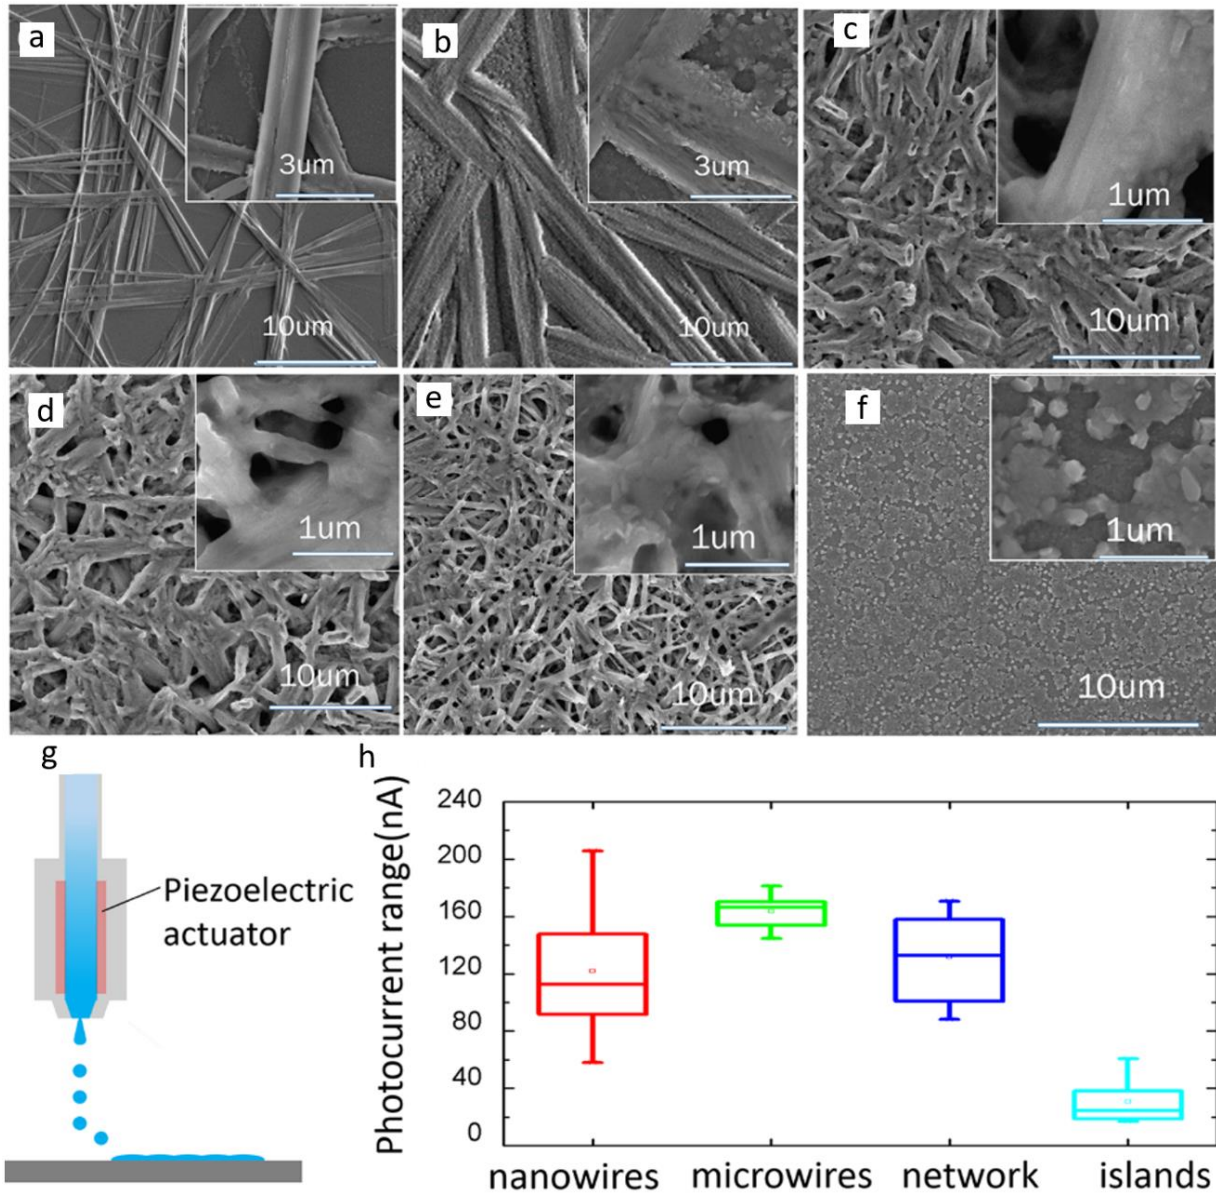 a
3um
10um
b
3um
10um
c
1um
10um
d
1um
10um
e
1um
10um
f
1um
10um
g
Piezoelectric
actuator
h
Photocurrent range(nA)
240
200
160
120
80
40
0
nanowires
microwires
network
islands